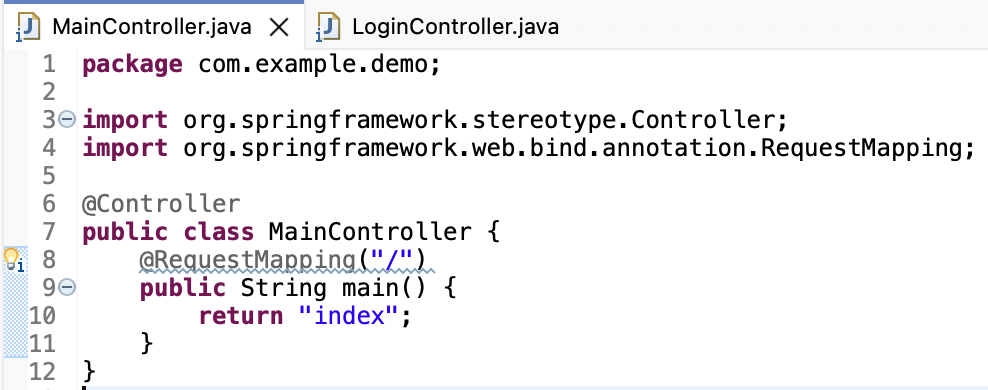 MainController.java LoginController.java
1 package com.example.demo;
2
3 import org.springframework.stereotype.Controller;
4 import org.springframework.web.bind.annotation.RequestMapping;
5
6 @Controller
7 public class MainController {
8     @RequestMapping("/")
9     public String main() {
10         return "index";
11     }
12 }